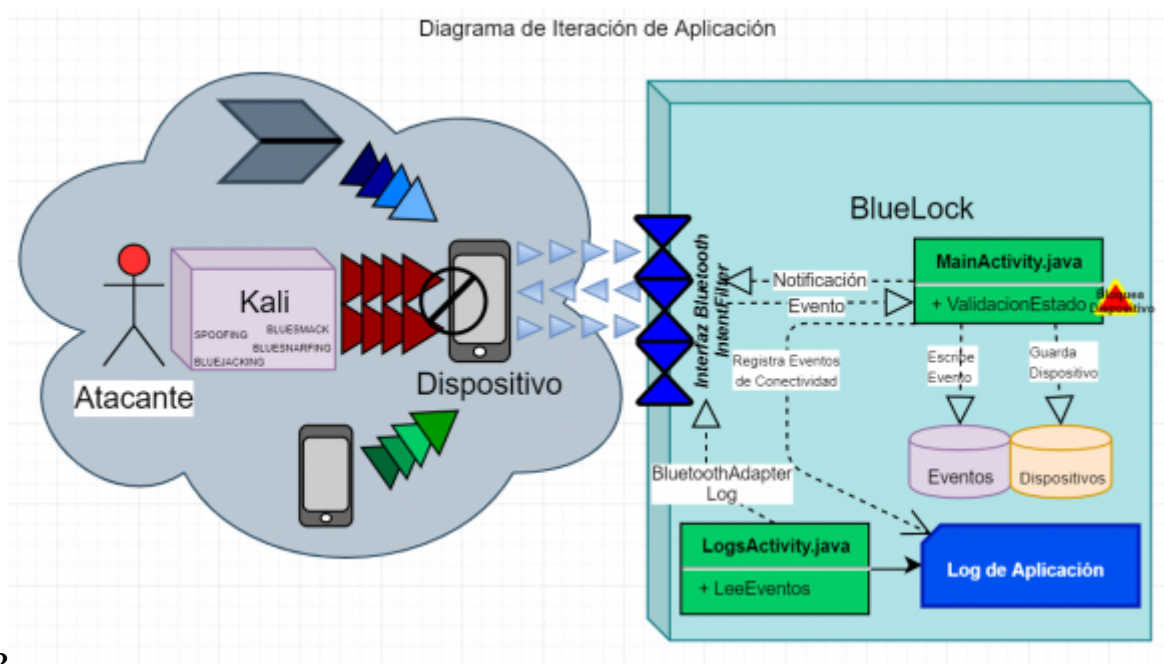 Diagrama de Iteración de Aplicación
BlueLock
Atacante
Kali
SPOOFING
BLUESMACK
BLUESNARFING
BLUEJACKING
Dispositivo
Interfaz Bluetooth
IntentFilter
Notificación
Evento
MainActivity.java
+ ValidacionEstado
Bloquea
Dispositivo
Registra Eventos
de Conectividad
Escribe
Evento
Guarda
Dispositivo
Eventos
Dispositivos
BluetoothAdapter
Log
LogsActivity.java
+ LeeEventos
Log de Aplicación